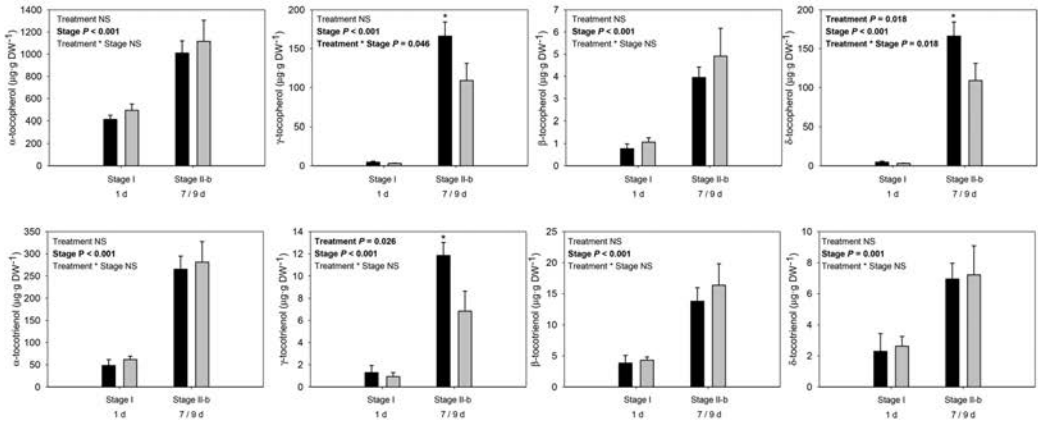 Treatment NS
Stage P < 0.001
Treatment * Stage NS
α-tocopherol (µg·g DW⁻¹)
1400
1200
1000
800
600
400
200
0
Stage I
Stage II-b
1 d
7 / 9 d
Treatment NS
Stage P < 0.001
Treatment * Stage P = 0.046
γ-tocopherol (µg·g DW⁻¹)
200
150
100
50
0
*
Stage I
Stage II-b
1 d
7 / 9 d
Treatment NS
Stage P < 0.001
Treatment * Stage NS
β-tocopherol (µg·g DW⁻¹)
7
6
5
4
3
2
1
0
Stage I
Stage II-b
1 d
7 / 9 d
Treatment P = 0.018
Stage P < 0.001
Treatment * Stage P = 0.018
δ-tocopherol (µg·g DW⁻¹)
200
150
100
50
0
*
Stage I
Stage II-b
1 d
7 / 9 d
Treatment NS
Stage P < 0.001
Treatment * Stage NS
α-tocotrienol (µg·g DW⁻¹)
350
300
250
200
150
100
50
0
Stage I
Stage II-b
1 d
7 / 9 d
Treatment P = 0.026
Stage P < 0.001
Treatment * Stage NS
γ-tocotrienol (µg·g DW⁻¹)
14
12
10
8
6
4
2
0
*
Stage I
Stage II-b
1 d
7 / 9 d
Treatment NS
Stage P < 0.001
Treatment * Stage NS
β-tocotrienol (µg·g DW⁻¹)
25
20
15
10
5
0
Stage I
Stage II-b
1 d
7 / 9 d
Treatment NS
Stage P = 0.001
Treatment * Stage NS
δ-tocotrienol (µg·g DW⁻¹)
10
8
6
4
2
0
Stage I
Stage II-b
1 d
7 / 9 d